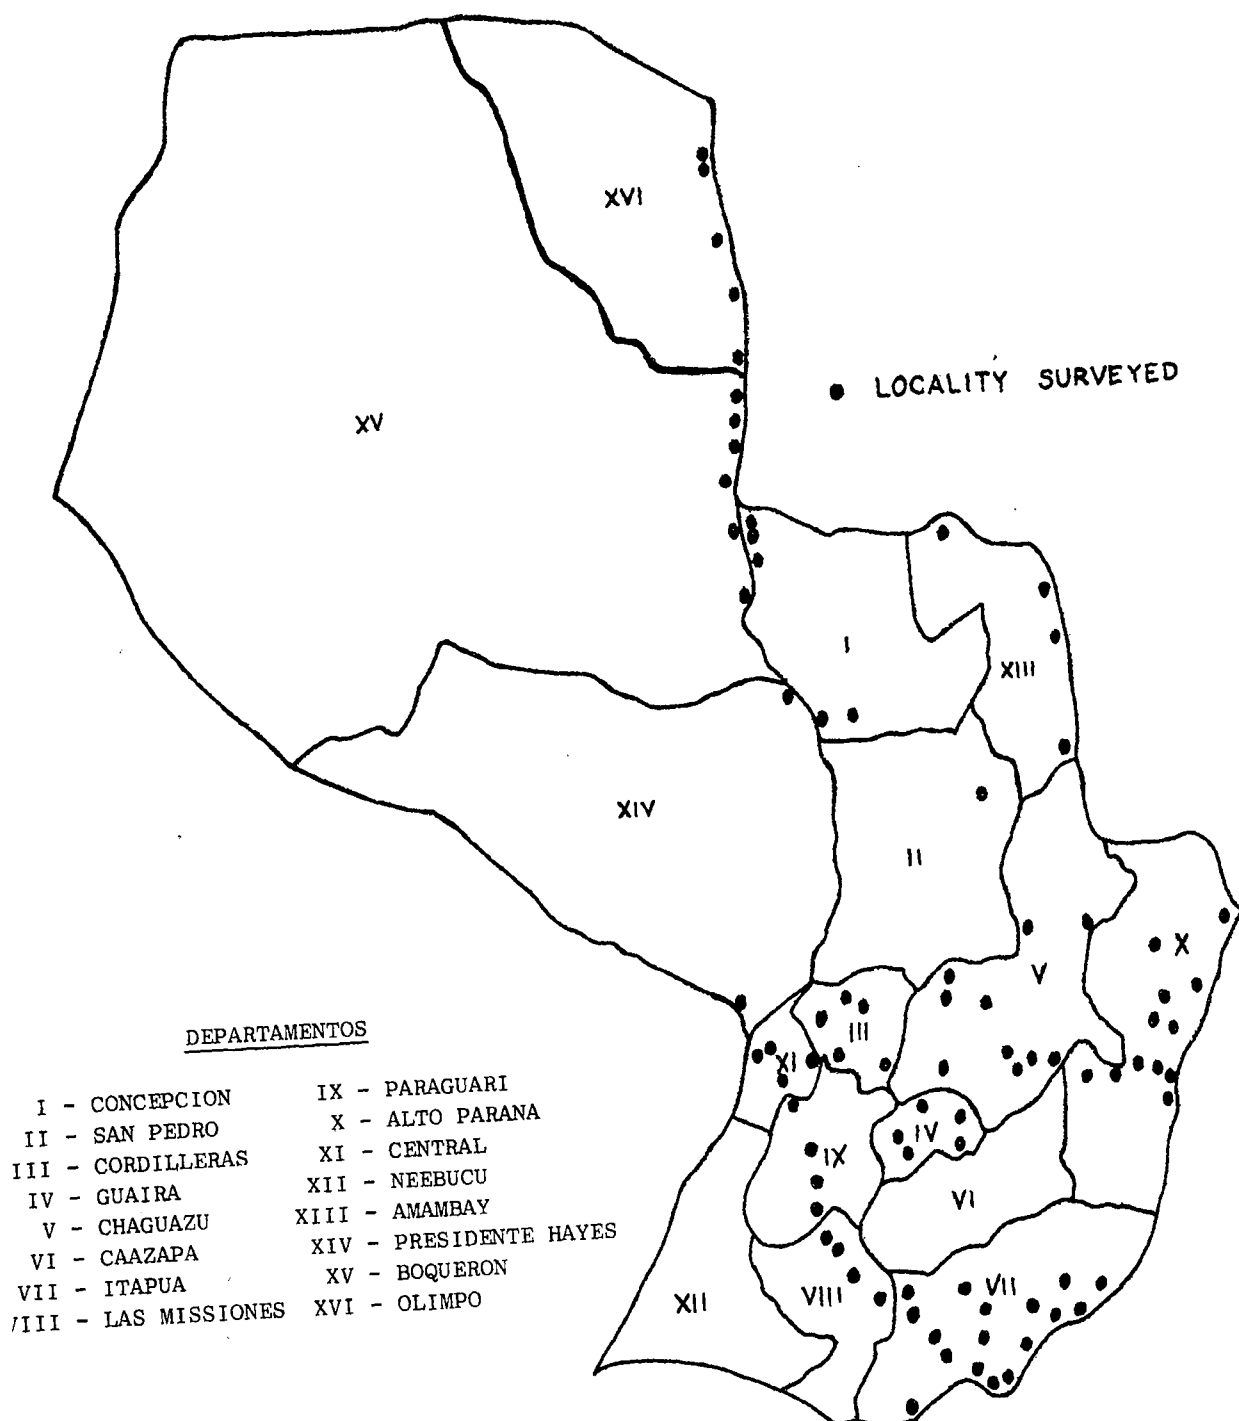 XVI
● LOCALITY SURVEYED
XV
I
XIII
XIV
II
X
V
III
XI
IV
IX
VI
VII
VIII
XII
DEPARTAMENTOS
I - CONCEPCION
II - SAN PEDRO
III - CORDILLERAS
IV - GUAIRA
V - CHAGUAZU
VI - CAAZAPA
VII - ITAPUA
VIII - LAS MISSIONES
IX - PARAGUARI
X - ALTO PARANA
XI - CENTRAL
XII - NEEBUCU
XIII - AMAMBAY
XIV - PRESIDENTE HAYES
XV - BOQUERON
XVI - OLIMPO